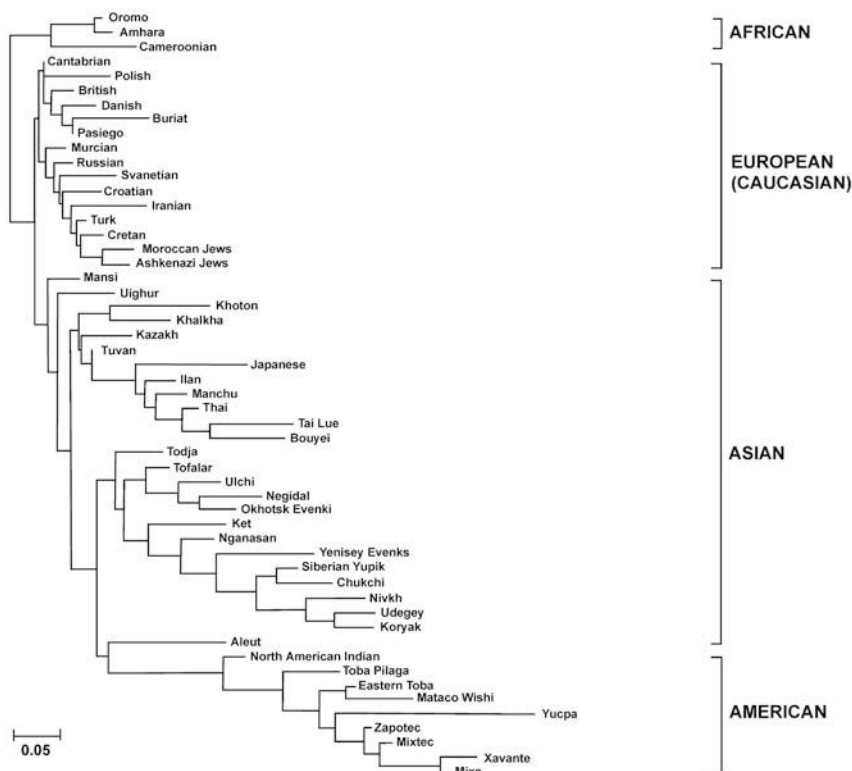 Oromo
Amhara
Cameroonian
AFRICAN
Cantabrian
Polish
British
Danish
Buriat
Pasiego
Murcian
Russian
Svanetian
Croatian
Iranian
Turk
Cretan
Moroccan Jews
Ashkenazi Jews
EUROPEAN
(CAUCASIAN)
Mansi
Uighur
Khoton
Khalkha
Kazakh
Tuvan
Japanese
Ilan
Manchu
Thai
Tai Lue
Bouyei
Todja
Tofalar
Ulchi
Negidal
Okhotsk Evenki
Ket
Nganasan
Yenisey Evenks
Siberian Yupik
Chukchi
Nivkh
Udegey
Koryak
Aleut
ASIAN
North American Indian
Toba Pilaga
Eastern Toba
Mataco Wishi
Yucpa
Zapotec
Mixtec
Xavante
AMERICAN
0.05